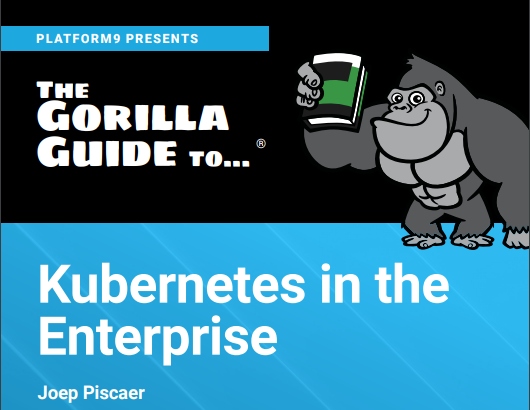 PLATFORM9 PRESENTS
THE
GORILLA
GUIDE TO...®
Kubernetes in the
Enterprise
Joep Piscaer